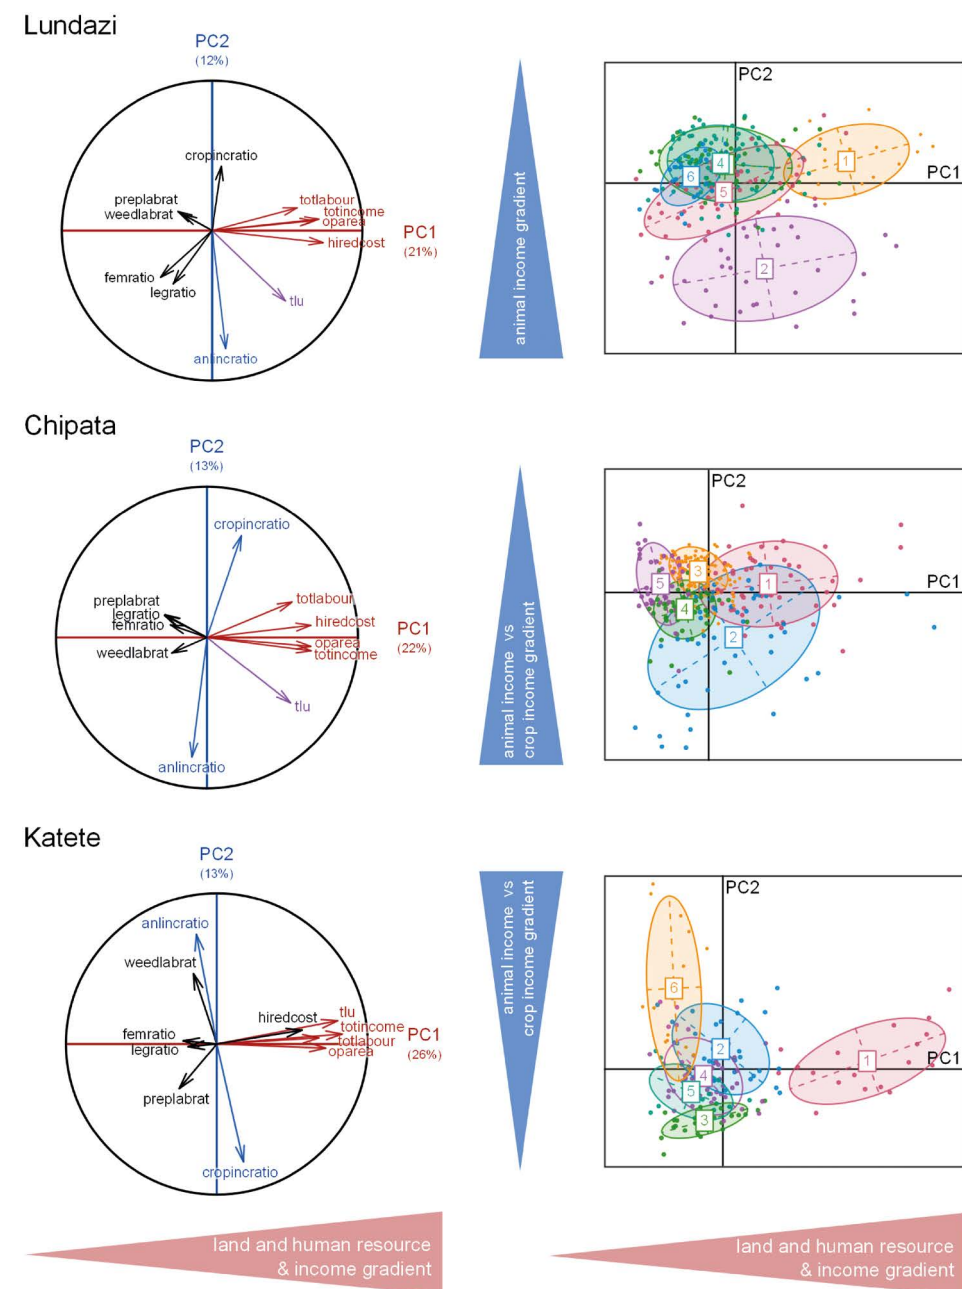 Lundazi
PC2
(12%)
cropincratio
preplabrat
weedlabrat
totlabour
totincome
oparea
hiredcost
PC1
(21%)
femratio
legratio
tlu
anlincratio
animal income gradient
PC2
PC1
1
4
6
5
2
Chipata
PC2
(13%)
cropincratio
preplabrat
legratio
femratio
weedlabrat
totlabour
hiredcost
oparea
totincome
PC1
(22%)
tlu
anlincratio
animal income vs
crop income gradient
PC2
PC1
3
5
1
4
2
Katete
PC2
(13%)
anlincratio
weedlabrat
hiredcost
tlu
totincome
totlabour
oparea
PC1
(26%)
femratio
legratio
preplabrat
cropincratio
animal income vs
crop income gradient
PC2
PC1
6
2
1
4
5
3
land and human resource
& income gradient
land and human resource
& income gradient